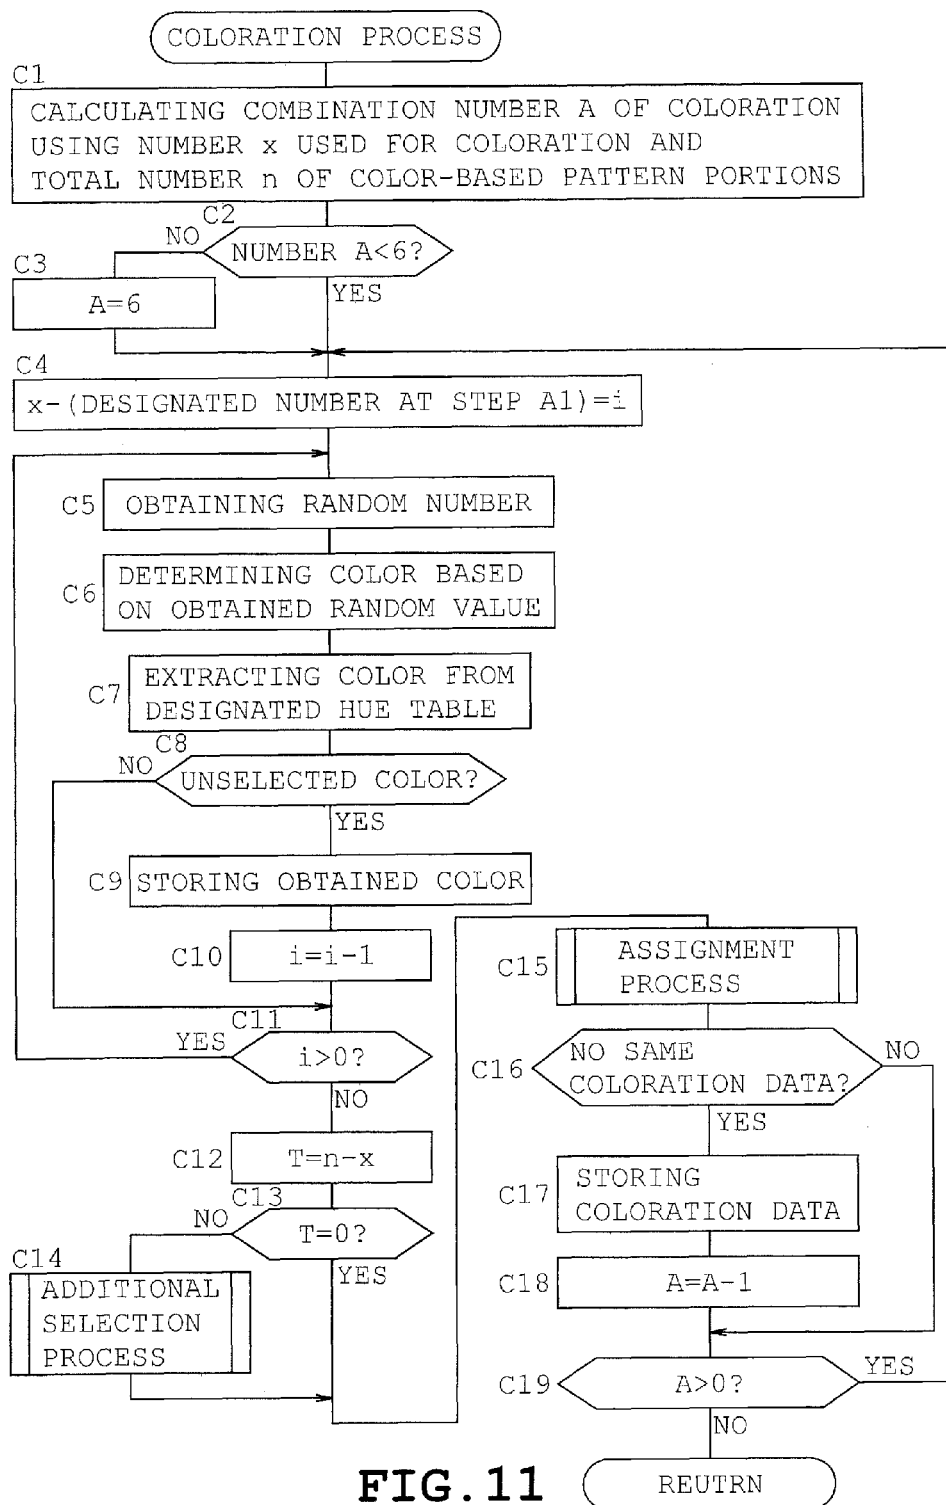 COLORATION PROCESS
C1
CALCULATING COMBINATION NUMBER A OF COLORATION
USING NUMBER x USED FOR COLORATION AND
TOTAL NUMBER n OF COLOR-BASED PATTERN PORTIONS
C2
NO
NUMBER A<6?
YES
C3
A=6
C4
x-(DESIGNATED NUMBER AT STEP A1)=i
C5
OBTAINING RANDOM NUMBER
C6
DETERMINING COLOR BASED
ON OBTAINED RANDOM VALUE
C7
EXTRACTING COLOR FROM
DESIGNATED HUE TABLE
C8
NO
UNSELECTED COLOR?
YES
C9
STORING OBTAINED COLOR
C10
i=i-1
C11
YES
i>0?
NO
C12
T=n-x
C13
NO
T=0?
YES
C14
ADDITIONAL
SELECTION
PROCESS
C15
ASSIGNMENT
PROCESS
C16
NO SAME
COLORATION DATA?
NO
YES
C17
STORING
COLORATION DATA
C18
A=A-1
C19
A>0?
YES
NO
REUTRN
FIG.11